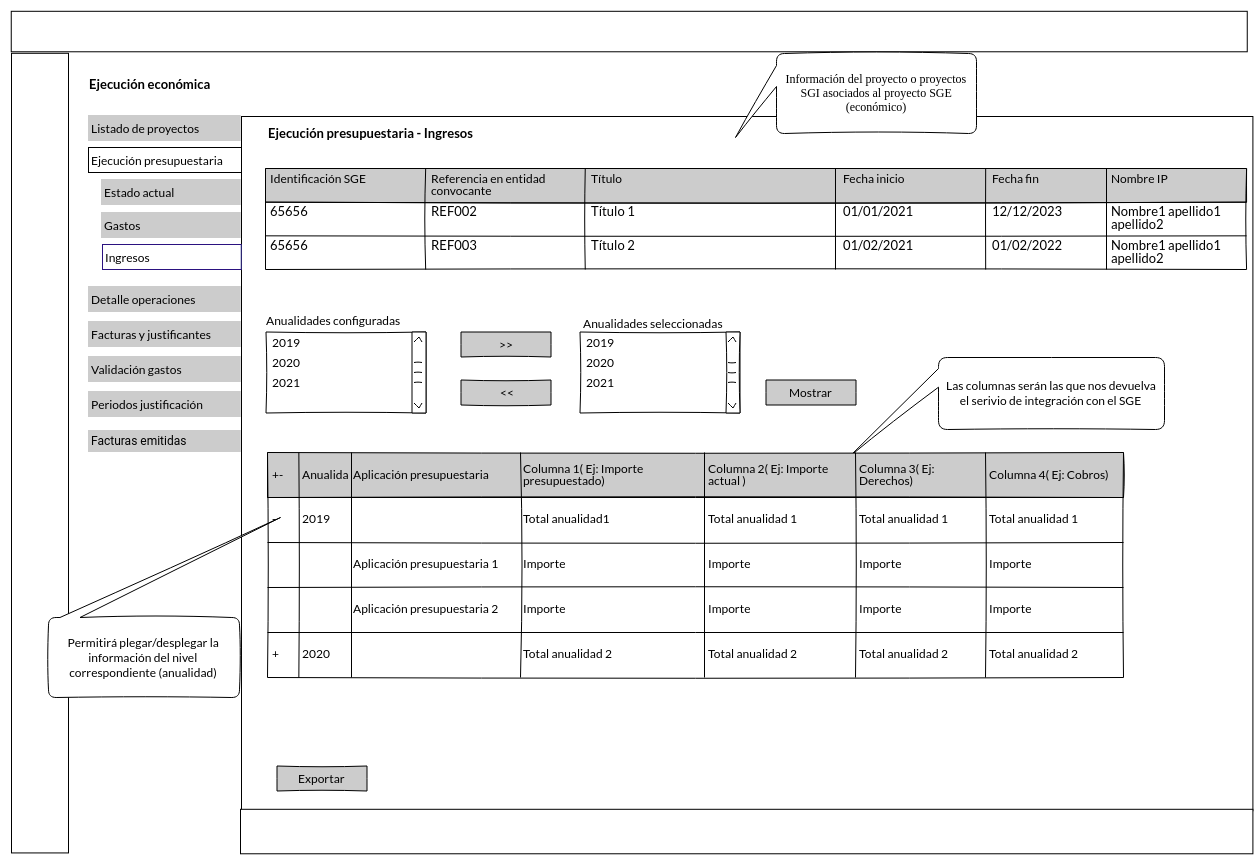 Ejecución económica
Información del proyecto o proyectos
SGI asociados al proyecto SGE
(económico)
Listado de proyectos
Ejecución presupuestaria
Estado actual
Gastos
Ingresos
Detalle operaciones
Facturas y justificantes
Validación gastos
Periodos justificación
Facturas emitidas
Ejecución presupuestaria - Ingresos
Identificación SGE
Referencia en entidad
convocante
Título
Fecha inicio
Fecha fin
Nombre IP
65656
REF002
Título 1
01/01/2021
12/12/2023
Nombre1 apellido1
apellido2
65656
REF003
Título 2
01/02/2021
01/02/2022
Nombre1 apellido1
apellido2
Anualidades configuradas
2019
2020
2021
>>
<<
Anualidades seleccionadas
2019
2020
2021
Mostrar
Las columnas serán las que nos devuelva
el serivio de integración con el SGE
+-
Anualida
Aplicación presupuestaria
Columna 1( Ej: Importe
presupuestado)
Columna 2( Ej: Importe
actual )
Columna 3( Ej:
Derechos)
Columna 4( Ej: Cobros)
-
2019
Total anualidad1
Total anualidad 1
Total anualidad 1
Total anualidad 1
Aplicación presupuestaria 1
Importe
Importe
Importe
Importe
Aplicación presupuestaria 2
Importe
Importe
Importe
Importe
+
2020
Total anualidad 2
Total anualidad 2
Total anualidad 2
Total anualidad 2
Permitirá plegar/desplegar la
información del nivel
correspondiente (anualidad)
Exportar